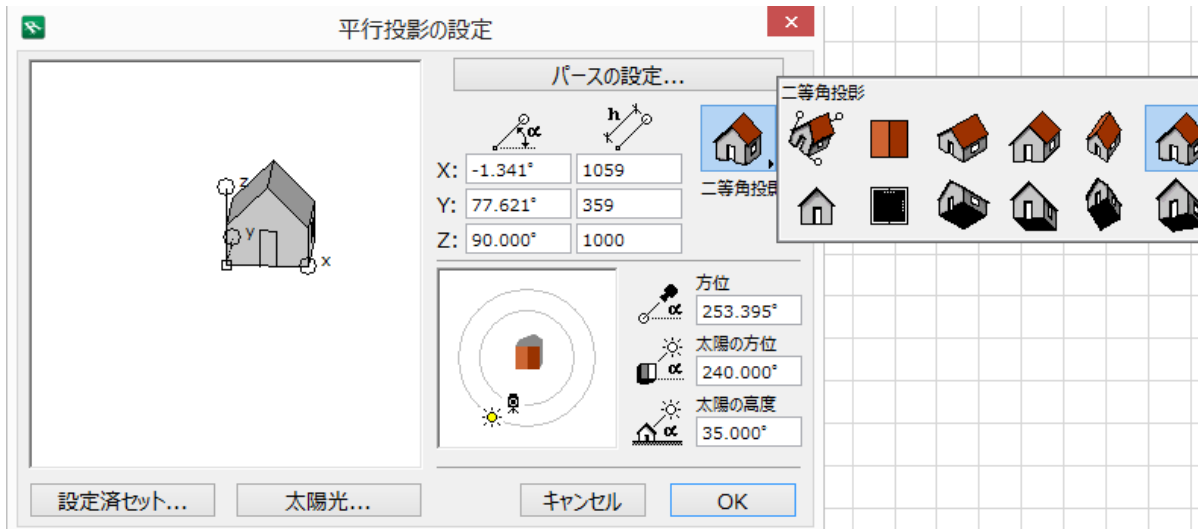 平行投影の設定
パースの設定...
α h
X: -1.341° 1059
Y: 77.621° 359
Z: 90.000° 1000
二等角投影
二等角投影
z
y
x
方位
α 253.395°
太陽の方位
α 240.000°
太陽の高度
α 35.000°
設定済セット...
太陽光...
キャンセル
OK